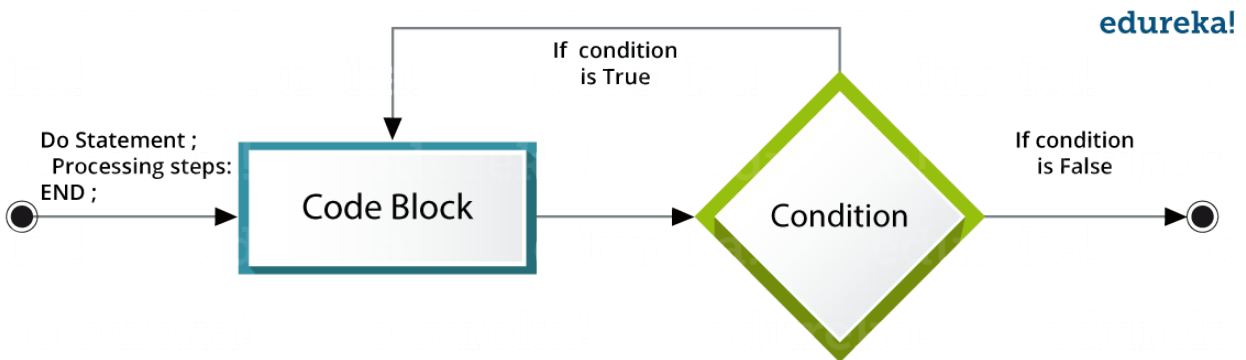 edureka!
If condition
is True
Do Statement ;
Processing steps:
END ;
Code Block
Condition
If condition
is False